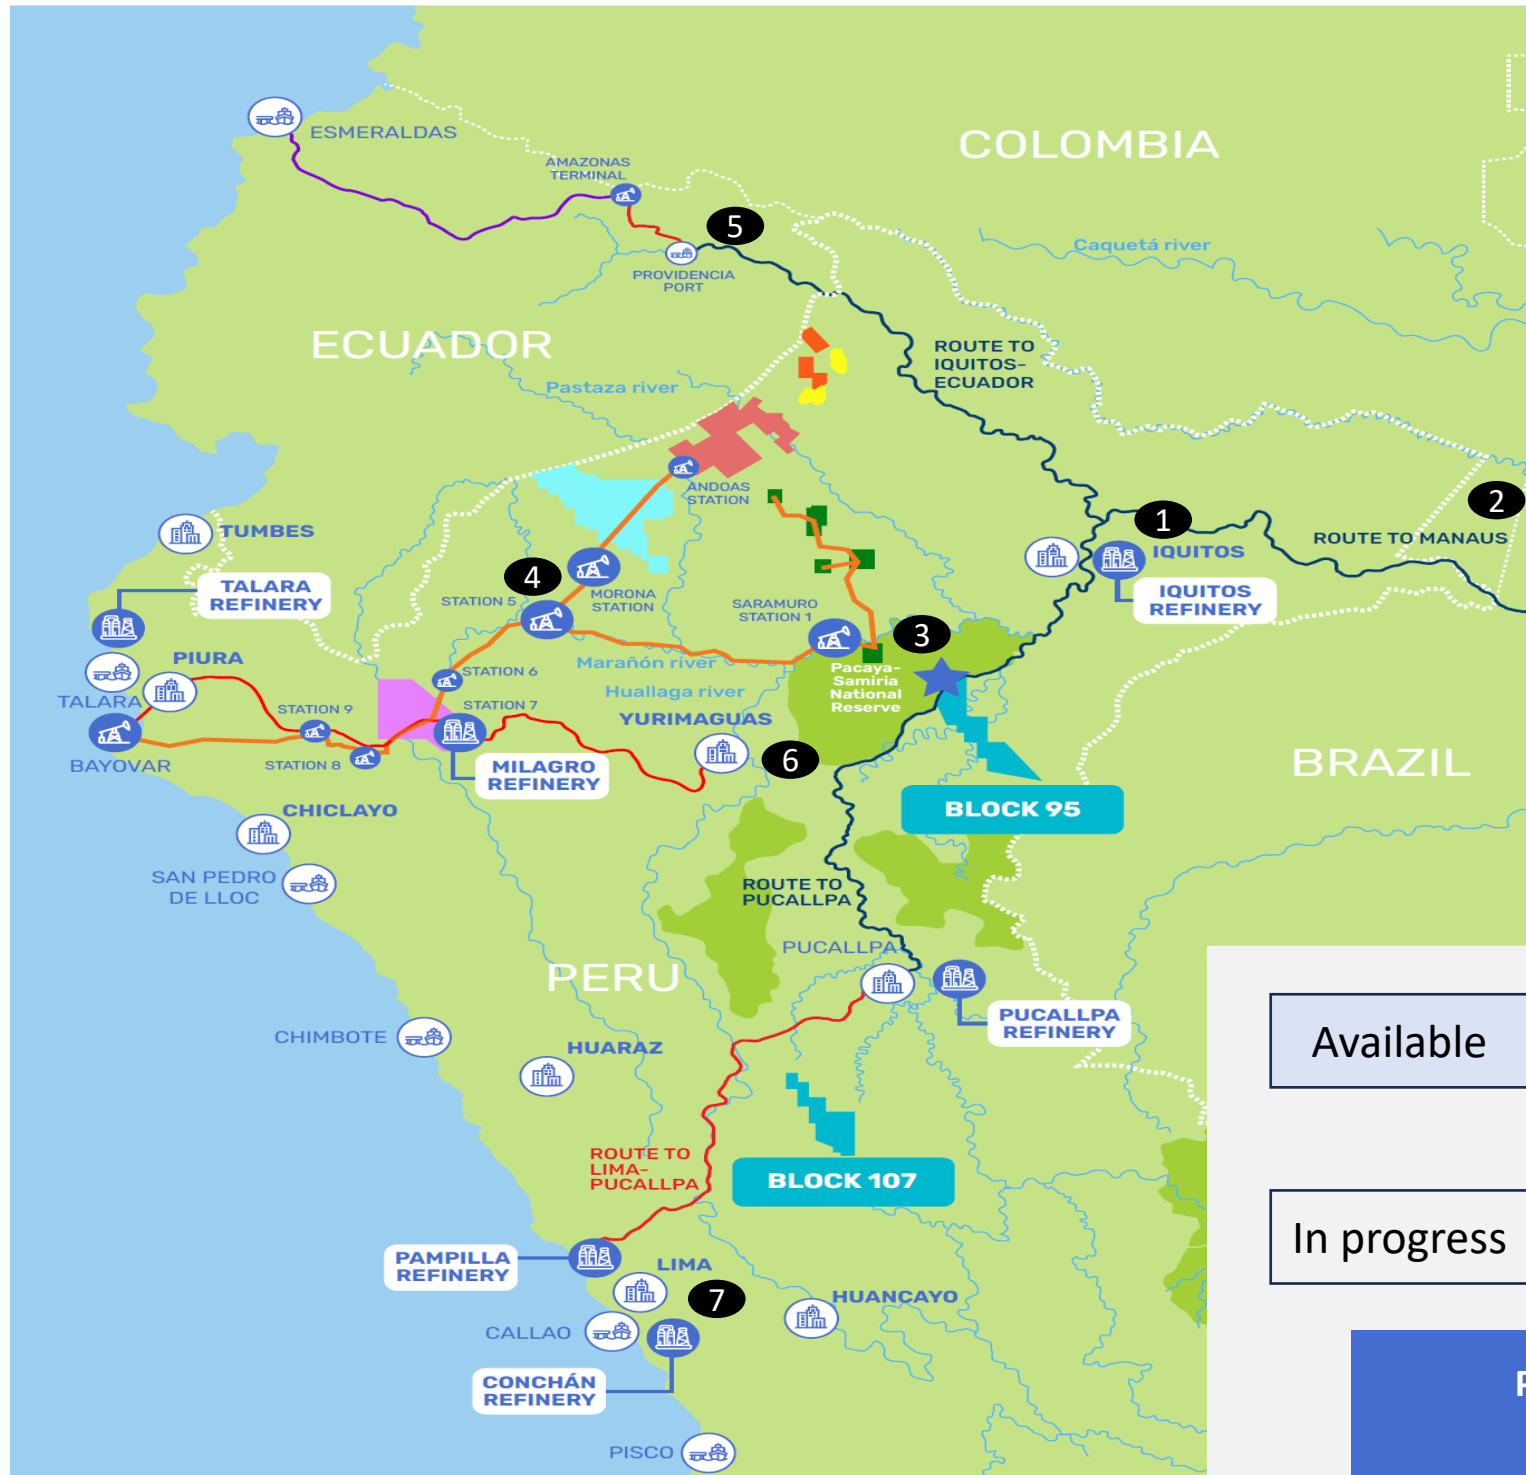 ESMERALDAS
COLOMBIA
AMAZONAS
TERMINAL
5
Caquetá river
PROVIDENCIA
PORT
ECUADOR
ROUTE TO
IQUITOS-
ECUADOR
Pastaza river
ANDOAS
STATION
2
1
TUMBES
ROUTE TO MANAUS
IQUITOS
4
TALARA
REFINERY
MORONA
STATION
STATION 5
IQUITOS
REFINERY
SARAMURO
STATION 1
3
PIURA
Marañón river
STATION 6
Pacaya-
Samiria
National
Reserve
Huallaga river
TALARA
STATION 9
STATION 7
YURIMAGUAS
BAYOVAR
STATION 8
6
MILAGRO
REFINERY
BRAZIL
BLOCK 95
CHICLAYO
SAN PEDRO
DE LLOC
ROUTE TO
PUCALLPA
PUCALLPA
PERU
PUCALLPA
REFINERY
CHIMBOTE
HUARAZ
Available
ROUTE TO
LIMA-
PUCALLPA
BLOCK 107
In progress
PAMPILLA
REFINERY
LIMA
7
HUANCAYO
CALLAO
CONCHÁN
REFINERY
PISCO